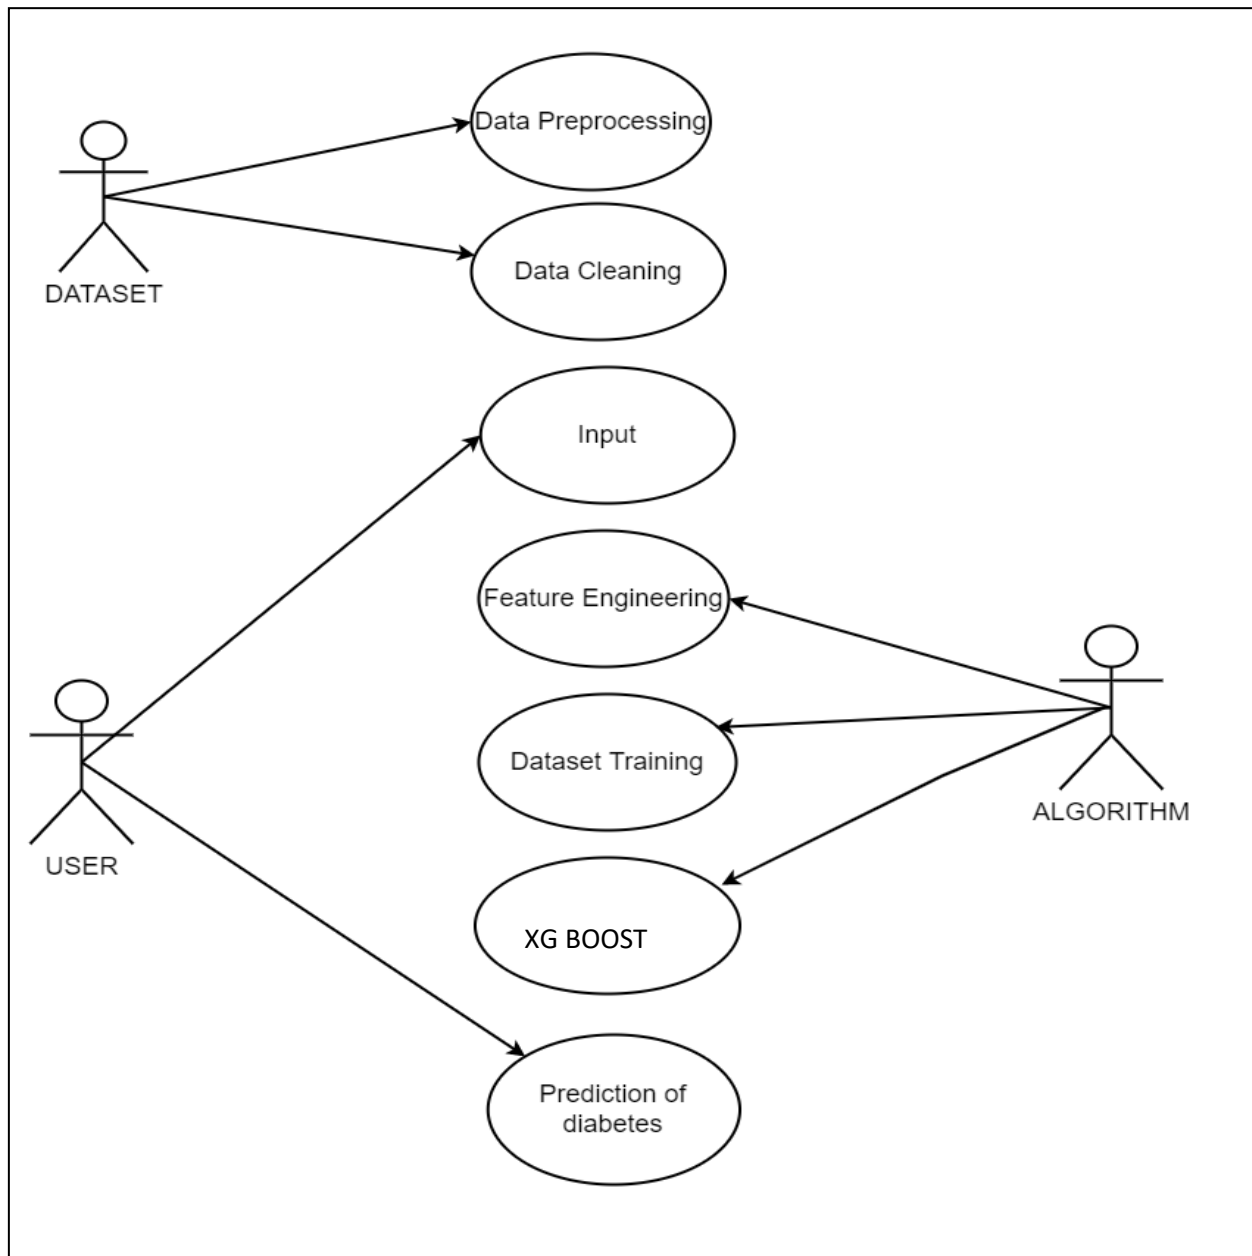 Data Preprocessing
DATASET
Data Cleaning
Input
Feature Engineering
Dataset Training
ALGORITHM
USER
XG BOOST
Prediction of
diabetes